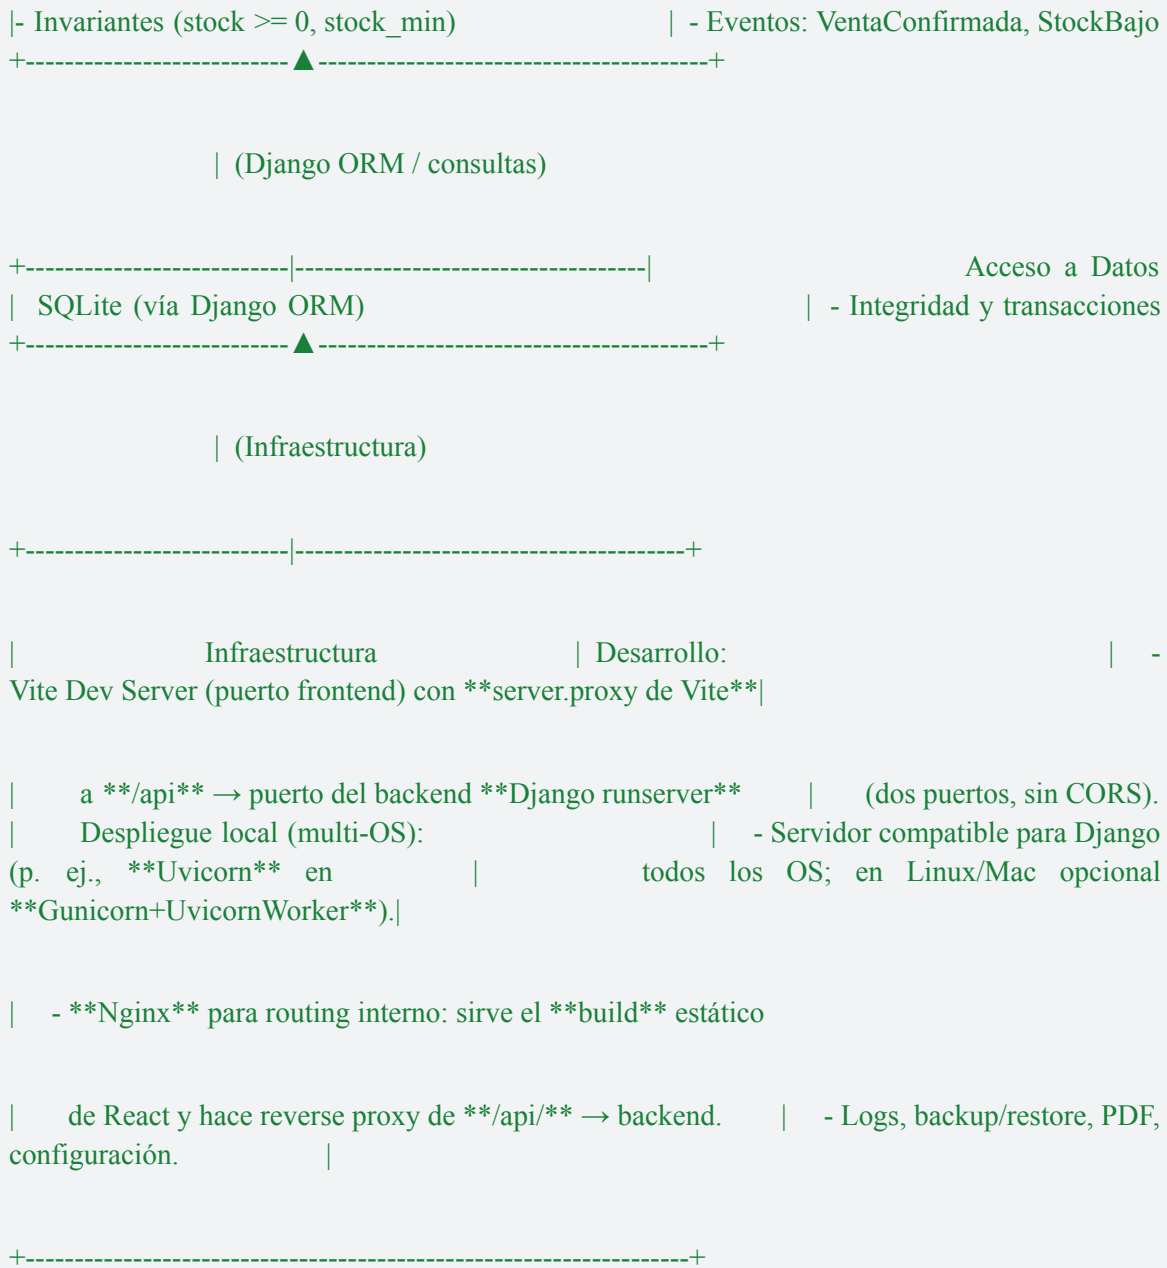 |- Invariantes (stock >= 0, stock_min) | - Eventos: VentaConfirmada, StockBajo
+---------------------------▲----------------------------------------+
| (Django ORM / consultas)
+---------------------------|------------------------------------| Acceso a Datos
| SQLite (vía Django ORM) | - Integridad y transacciones
+---------------------------▲----------------------------------------+
| (Infraestructura)
+---------------------------|----------------------------------------+
| Infraestructura | Desarrollo: | -
Vite Dev Server (puerto frontend) con **server.proxy de Vite**|
| a **/api** → puerto del backend **Django runserver** | (dos puertos, sin CORS).
| Despliegue local (multi-OS): | - Servidor compatible para Django
(p. ej., **Uvicorn** en | todos los OS; en Linux/Mac opcional
**Gunicorn+UvicornWorker**).|
| - **Nginx** para routing interno: sirve el **build** estático
| de React y hace reverse proxy de **/api/** → backend. | - Logs, backup/restore, PDF,
configuración. |
+--------------------------------------------------------------------+